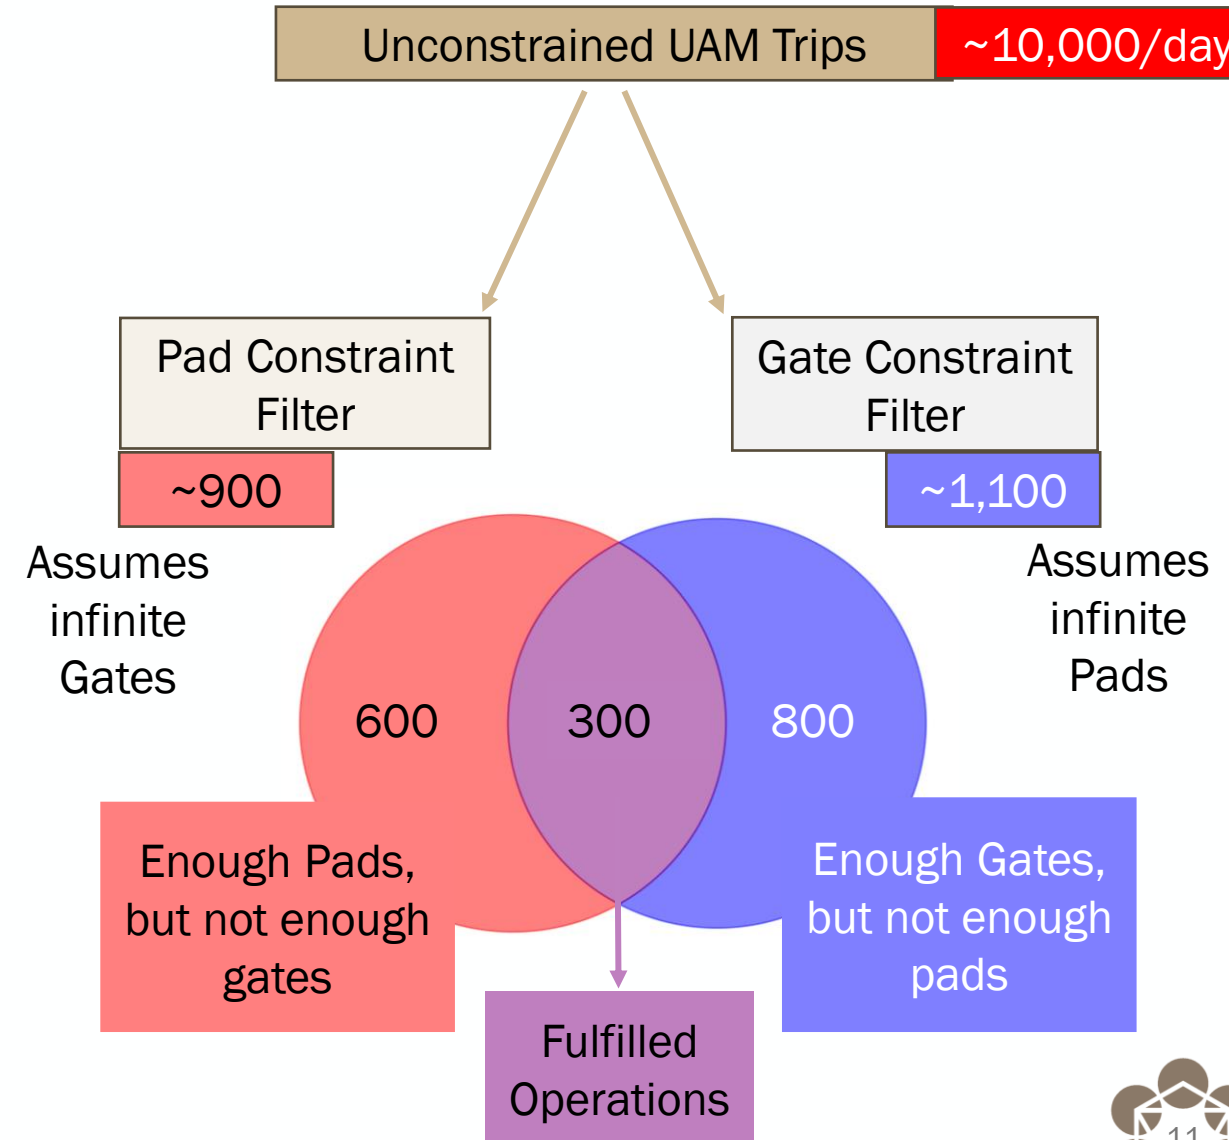 Unconstrained UAM Trips
~10,000/day
Pad Constraint
Filter
~900
Assumes
infinite
Gates
Gate Constraint
Filter
~1,100
Assumes
infinite
Pads
600
300
800
Enough Pads,
but not enough
gates
Enough Gates,
but not enough
pads
Fulfilled
Operations
11